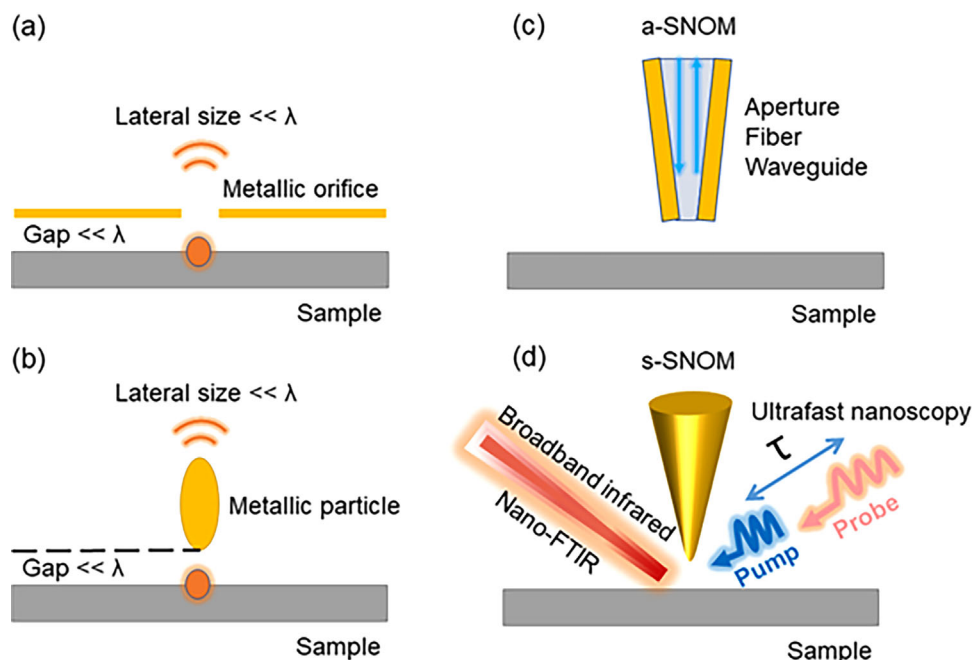 (a)
Lateral size << λ
Metallic orifice
Gap << λ
Sample
(b)
Lateral size << λ
Metallic particle
Gap << λ
Sample
(c)
a-SNOM
Aperture
Fiber
Waveguide
Sample
(d)
s-SNOM
Broadband infrared
Nano-FTIR
Ultrafast nanoscopy
τ
Probe
Pump
Sample